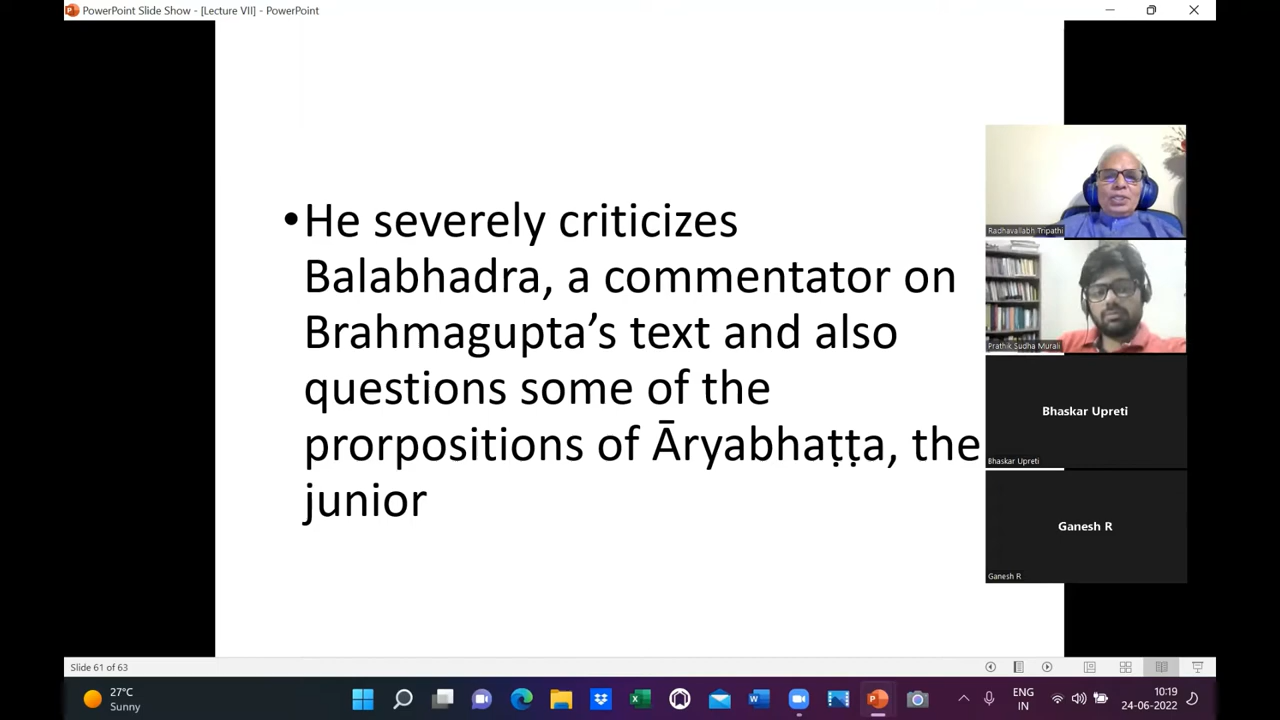 PowerPoint Slide Show - [Lecture VII] - PowerPoint
•He severely criticizes
Balabhadra, a commentator on
Brahmagupta’s text and also
questions some of the
prorpositions of Āryabhaṭṭa, the
junior
Radhavallabh Tripathi
Prathik Sudha Murali
Bhaskar Upreti
Bhaskar Upreti
Ganesh R
Ganesh R
Slide 61 of 63
27°C
Sunny
ENG
IN
10:19
24-06-2022